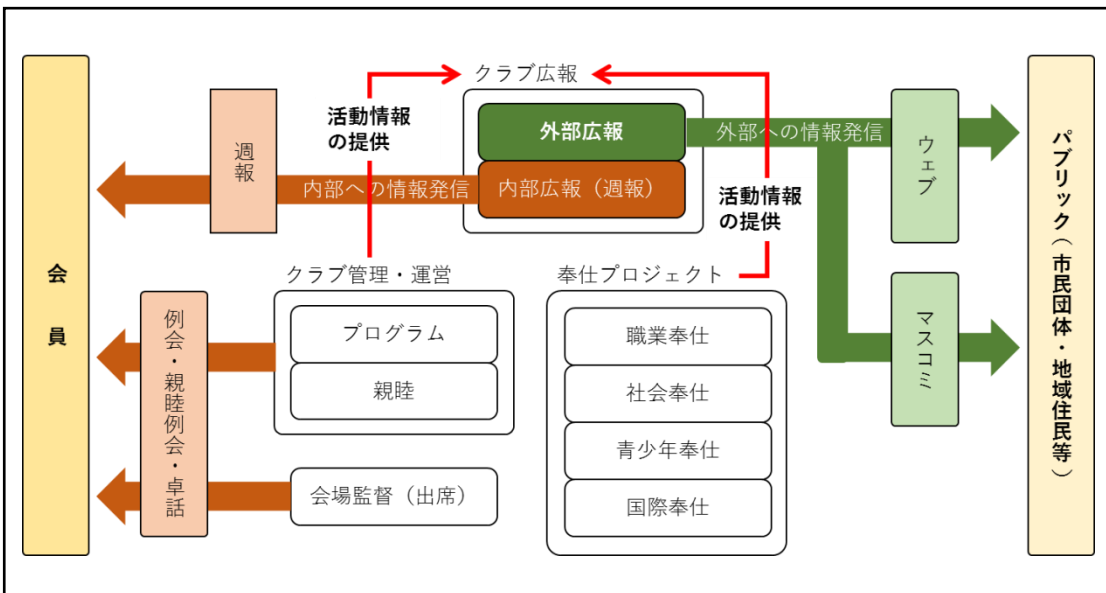 クラブ広報
活動情報
の提供
外部広報
外部への情報発信
ウェブ
週報
内部への情報発信
内部広報（週報）
活動情報
の提供
会員
クラブ管理・運営
プログラム
親睦
会場監督（出席）
例会・親睦例会・卓話
奉仕プロジェクト
職業奉仕
社会奉仕
青少年奉仕
国際奉仕
マスコミ
パブリック（市民団体・地域住民等）